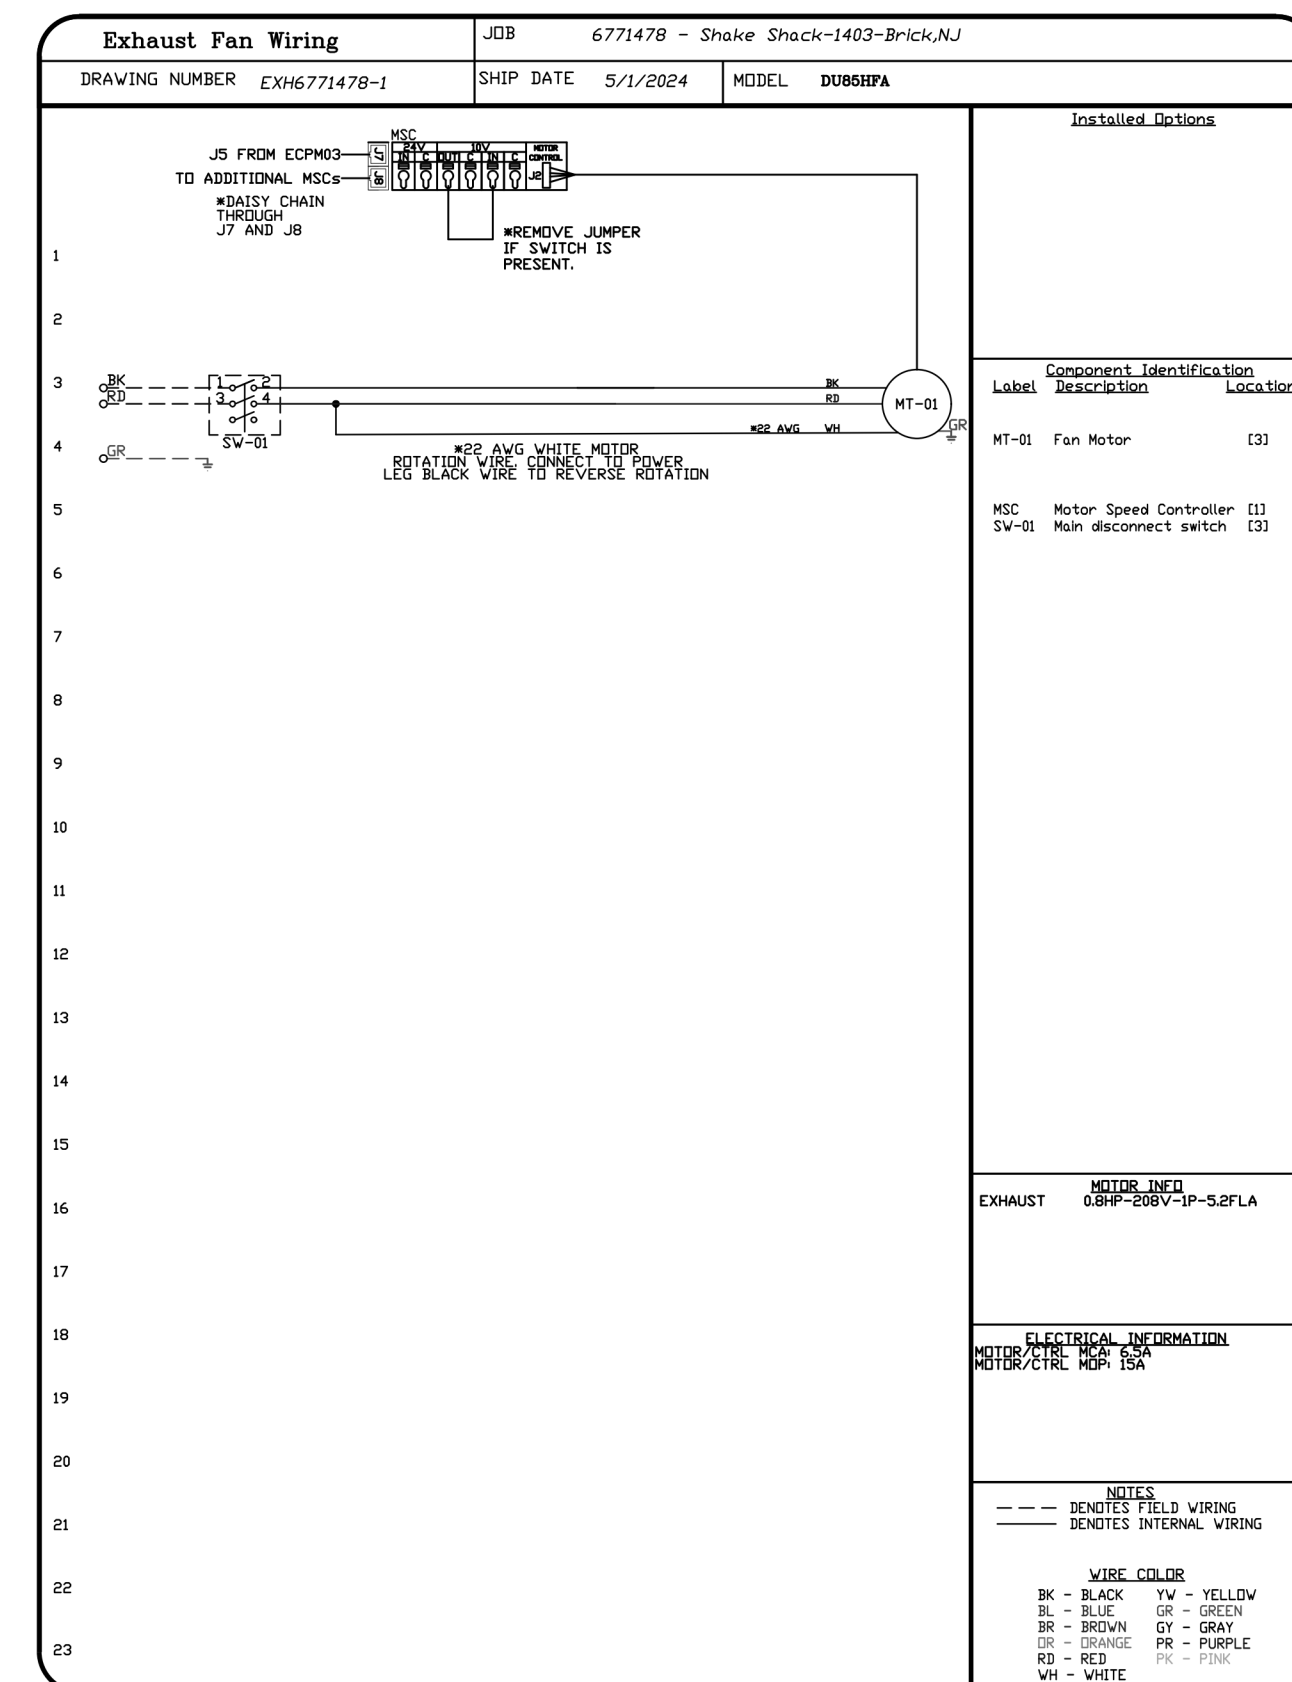 Exhaust Fan Wiring
JOB 6771478 - Shake Shack-1403-Brick,NJ
DRAWING NUMBER EXH6771478-1
SHIP DATE 5/1/2024
MODEL DU85HFA
MSC
24V 10V MOTOR
IN C OUT C IN C CONTROL
J2
J7
J8
J5 FROM ECPM03
TO ADDITIONAL MSCs
*DAISY CHAIN
THROUGH
J7 AND J8
*REMOVE JUMPER
IF SWITCH IS
PRESENT.
1
2
3
4
5
6
7
8
9
10
11
12
13
14
15
16
17
18
19
20
21
22
23
BK 1 2 BK
RD 3 4 RD
MT-01
*22 AWG WH
GR
SW-01
GR
*22 AWG WHITE MOTOR
ROTATION WIRE. CONNECT TO POWER
LEG BLACK WIRE TO REVERSE ROTATION
Installed Options
Component Identification
Label Description Location
MT-01 Fan Motor [3]
MSC Motor Speed Controller [1]
SW-01 Main disconnect switch [3]
MOTOR INFO
EXHAUST 0.8HP-208V-1P-5.2FLA
ELECTRICAL INFORMATION
MOTOR/CTRL MCA: 6.5A
MOTOR/CTRL MOP: 15A
NOTES
DENOTES FIELD WIRING
DENOTES INTERNAL WIRING
WIRE COLOR
BK - BLACK YW - YELLOW
BL - BLUE GR - GREEN
BR - BROWN GY - GRAY
OR - ORANGE PR - PURPLE
RD - RED PK - PINK
WH - WHITE